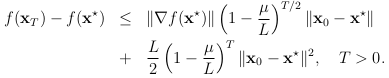 f(𝐱_T) − f(𝐱^⋆) ≤ ‖∇f(𝐱^⋆)‖ (1 − μ/L)^{T/2} ‖𝐱_0 − 𝐱^⋆‖
+ L/2 (1 − μ/L)^T ‖𝐱_0 − 𝐱^⋆‖², T > 0.